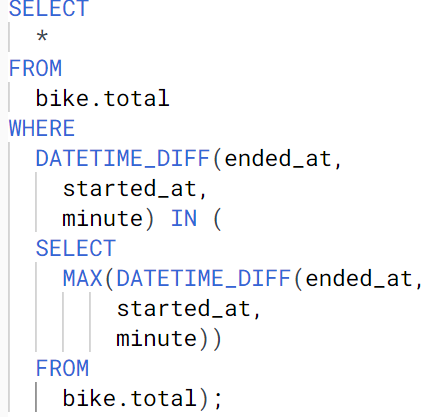 SELECT
*
FROM
bike.total
WHERE
DATETIME_DIFF(ended_at,
started_at,
minute) IN (
SELECT
MAX(DATETIME_DIFF(ended_at,
started_at,
minute))
FROM
bike.total);